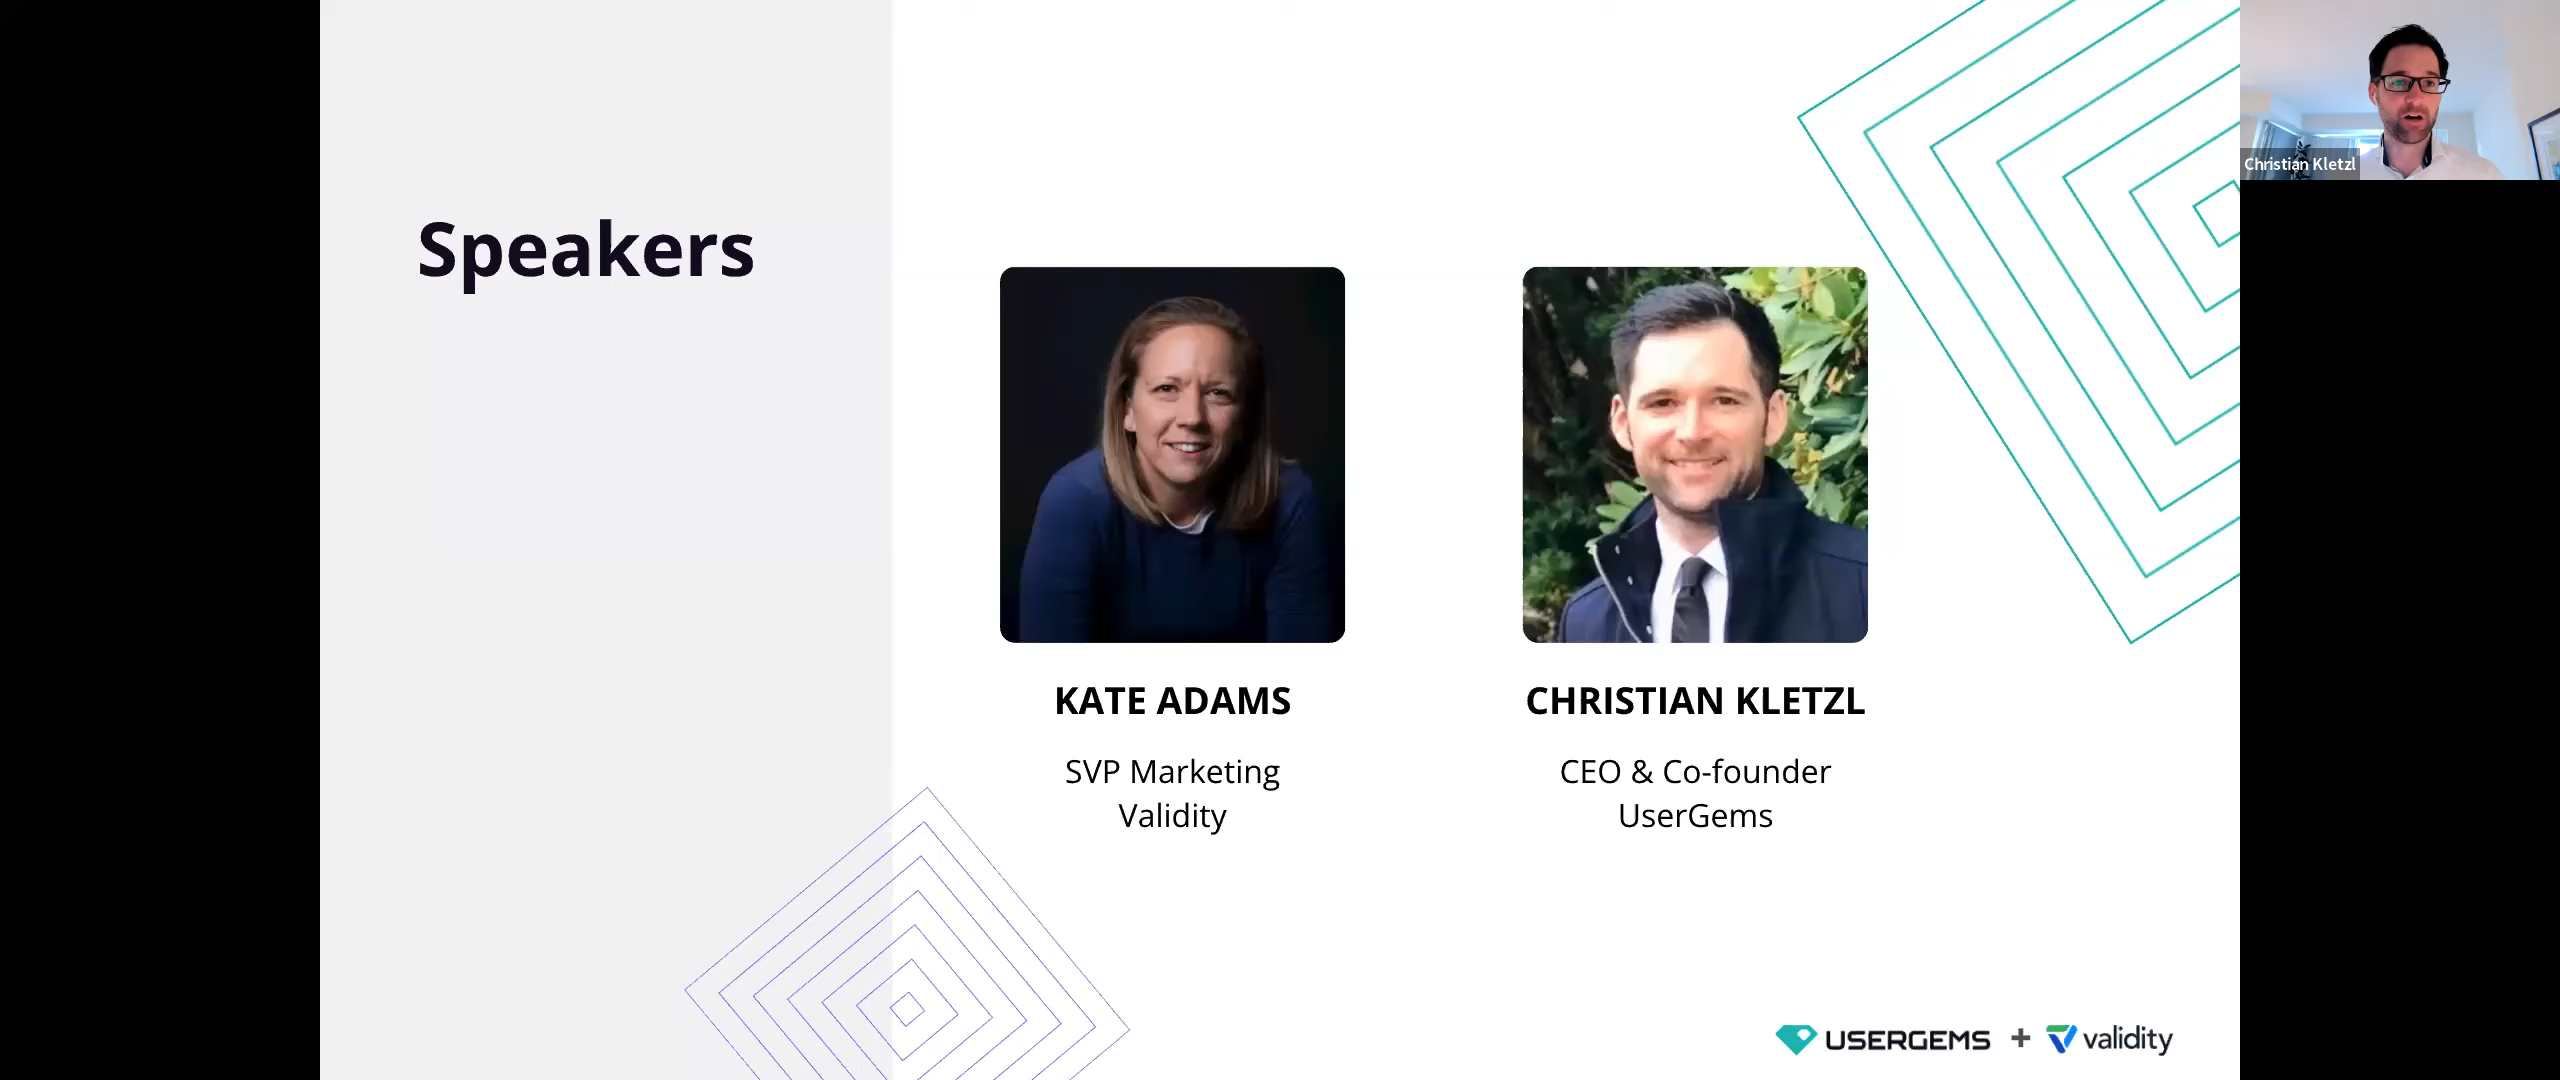 Speakers
KATE ADAMS
SVP Marketing
Validity
CHRISTIAN KLETZL
CEO & Co-founder
UserGems
USERGEMS + validity
Christian Kletzl